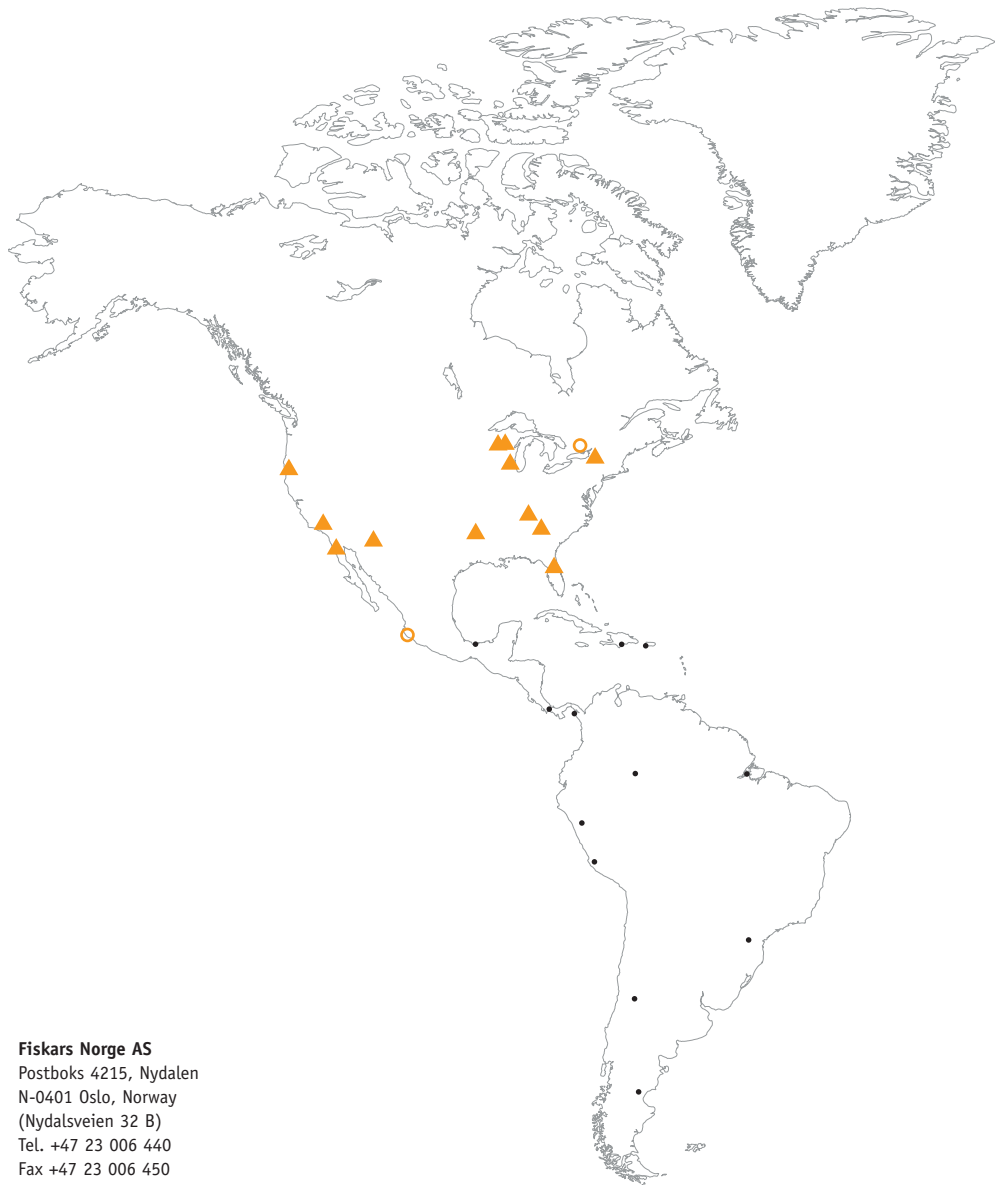 Fiskars Norge AS
Postboks 4215, Nydalen
N-0401 Oslo, Norway
(Nydalsveien 32 B)
Tel. +47 23 006 440
Fax +47 23 006 450